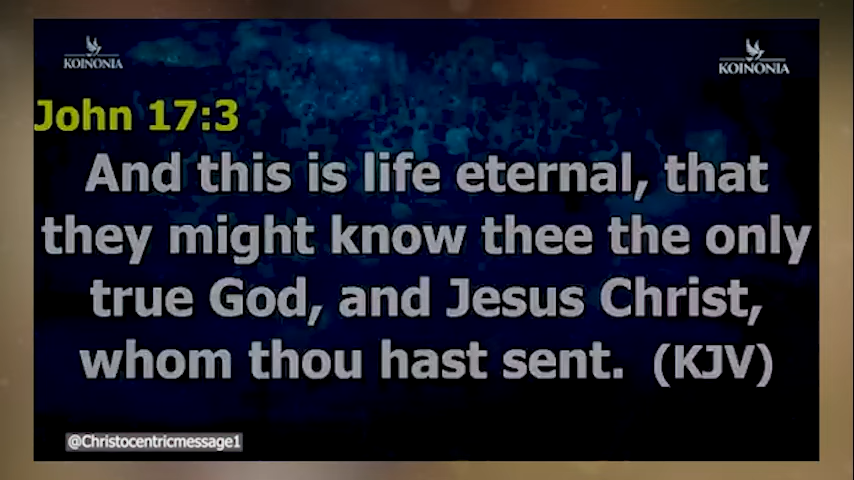 KOINONIA
KOINONIA
John 17:3
And this is life eternal, that
they might know thee the only
true God, and Jesus Christ,
whom thou hast sent. (KJV)
@Christocentricmessage1